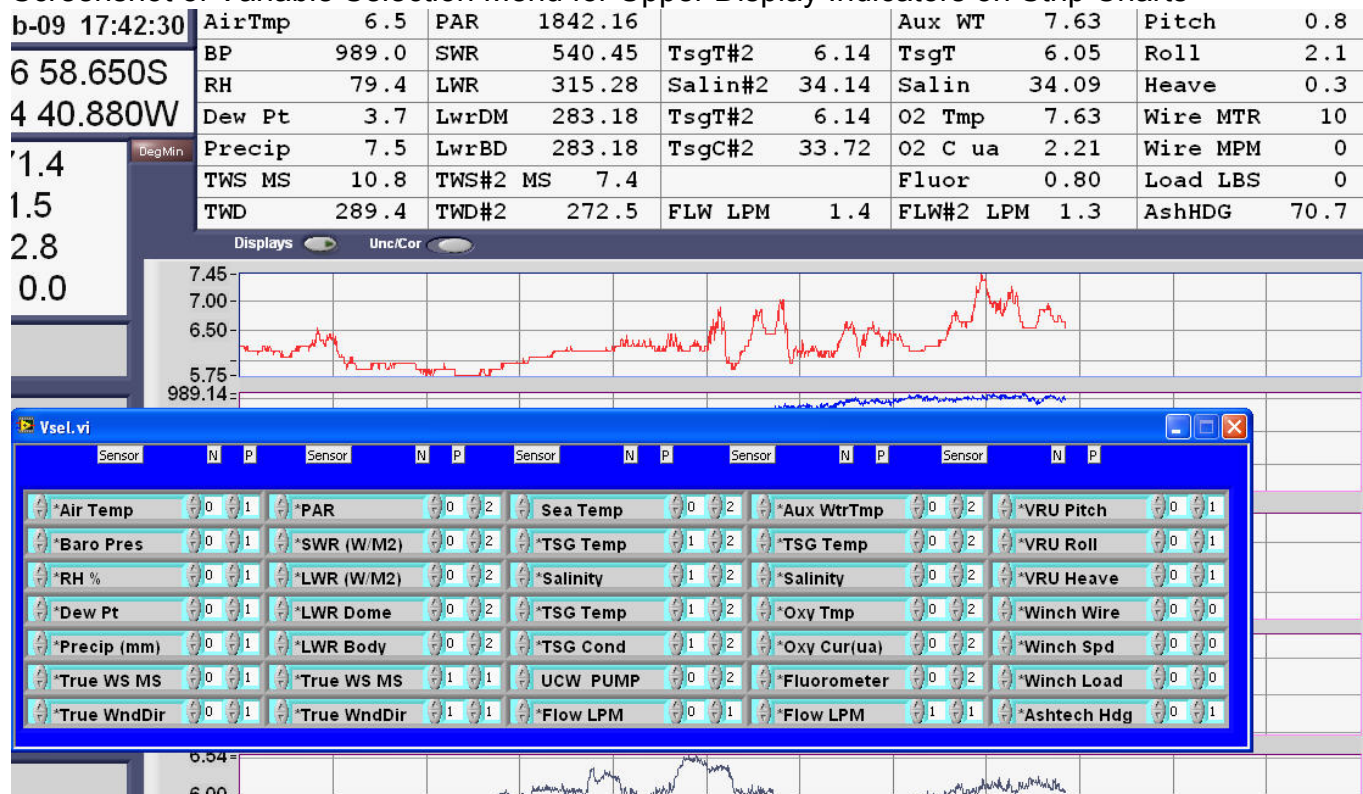 Screenshot of Variable Selection Menu for Upper Display Indicators on Strip Charts
b-09 17:42:30 AirTmp 6.5 PAR 1842.16 Aux WT 7.63 Pitch 0.8
BP 989.0 SWR 540.45 TsgT#2 6.14 TsgT 6.05 Roll 2.1
6 58.650S RH 79.4 LWR 315.28 Salin#2 34.14 Salin 34.09 Heave 0.3
4 40.880W Dew Pt 3.7 LwrDM 283.18 TsgT#2 6.14 O2 Tmp 7.63 Wire MTR 10
71.4 DegMin Precip 7.5 LwrBD 283.18 TsgC#2 33.72 O2 C ua 2.21 Wire MPM 0
1.5 TWS MS 10.8 TWS#2 MS 7.4 Fluor 0.80 Load LBS 0
TWD 289.4 TWD#2 272.5 FLW LPM 1.4 FLW#2 LPM 1.3 AshHDG 70.7
2.8 Displays Unc/Cor
0.0
7.45
7.00
6.50
5.75
989.14
Vsel.vi
Sensor N P Sensor N P Sensor N P Sensor N P Sensor N P
*Air Temp 0 1 *PAR 0 2 Sea Temp 0 2 *Aux WtrTmp 0 2 *VRU Pitch 0 1
*Baro Pres 0 1 *SWR (W/M2) 0 2 *TSG Temp 1 2 *TSG Temp 0 2 *VRU Roll 0 1
*RH % 0 1 *LWR (W/M2) 0 2 *Salinity 1 2 *Salinity 0 2 *VRU Heave 0 1
*Dew Pt 0 1 *LWR Dome 0 2 *TSG Temp 1 2 *Oxy Tmp 0 2 *Winch Wire 0 0
*Precip (mm) 0 1 *LWR Body 0 2 *TSG Cond 1 2 *Oxy Cur(ua) 0 2 *Winch Spd 0 0
*True WS MS 0 1 *True WS MS 1 1 UCW PUMP 0 2 *Fluorometer 0 2 *Winch Load 0 0
*True WndDir 0 1 *True WndDir 1 1 *Flow LPM 0 1 *Flow LPM 1 1 *Ashtech Hdg 0 1
6.54
6.00